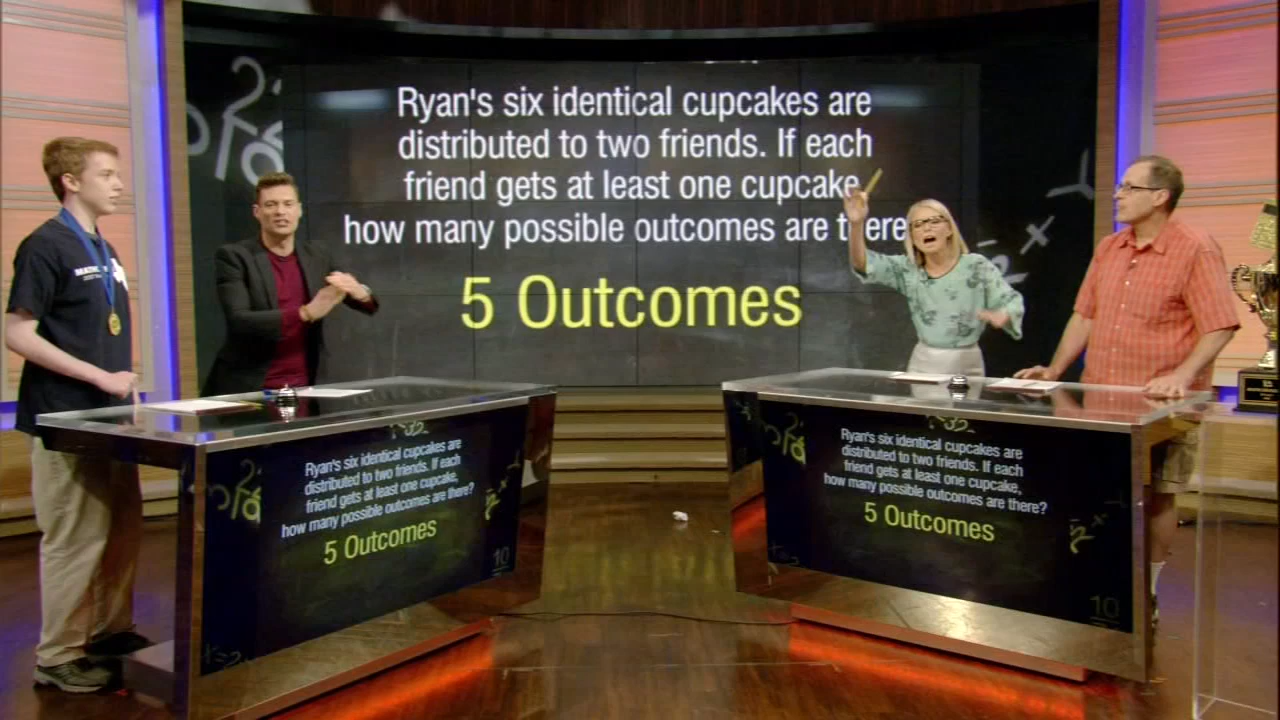 Ryan's six identical cupcakes are
distributed to two friends. If each
friend gets at least one cupcake
how many possible outcomes are there
5 Outcomes
MATH
Ryan's six identical cupcakes are
distributed to two friends. If each
friend gets at least one cupcake,
how many possible outcomes are there?
5 Outcomes
10
Ryan's six identical cupcakes are
distributed to two friends. If each
friend gets at least one cupcake,
how many possible outcomes are there?
5 Outcomes
10